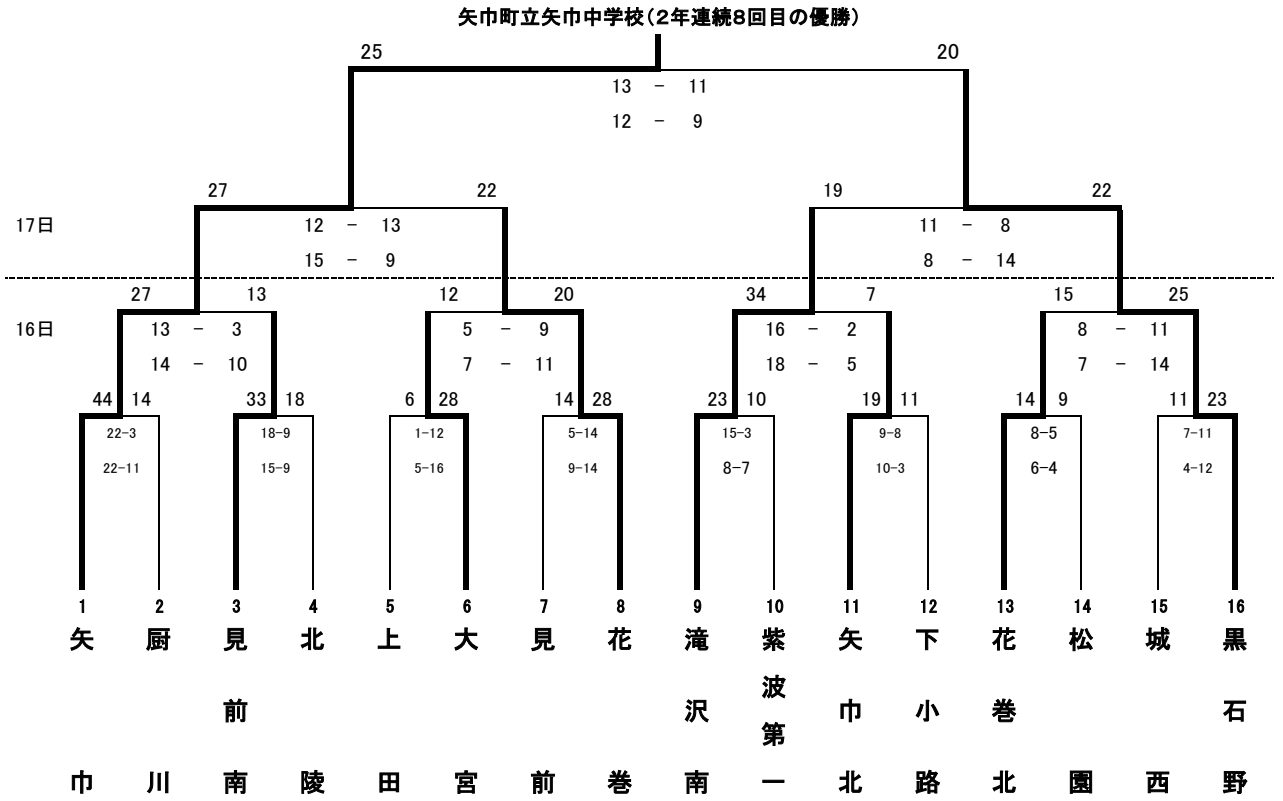 矢巾町立矢巾中学校(2年連続8回目の優勝)
25 20
13 - 11
12 - 9
27 22 19 22
17日 12 - 13 11 - 8
15 - 9 8 - 14
27 13 12 20 34 7 15 25
16日 13 - 3 5 - 9 16 - 2 8 - 11
14 - 10 7 - 11 18 - 5 7 - 14
44 14 33 18 6 28 14 28 23 10 19 11 14 9 11 23
22-3 18-9 1-12 5-14 15-3 9-8 8-5 7-11
22-11 15-9 5-16 9-14 8-7 10-3 6-4 4-12
1 2 3 4 5 6 7 8 9 10 11 12 13 14 15 16
矢巾
厨川
見前南
北陵
上田
大宮
見前
花巻
滝沢南
紫波第一
矢巾北
下小路
花巻北
松園
城西
黒石野